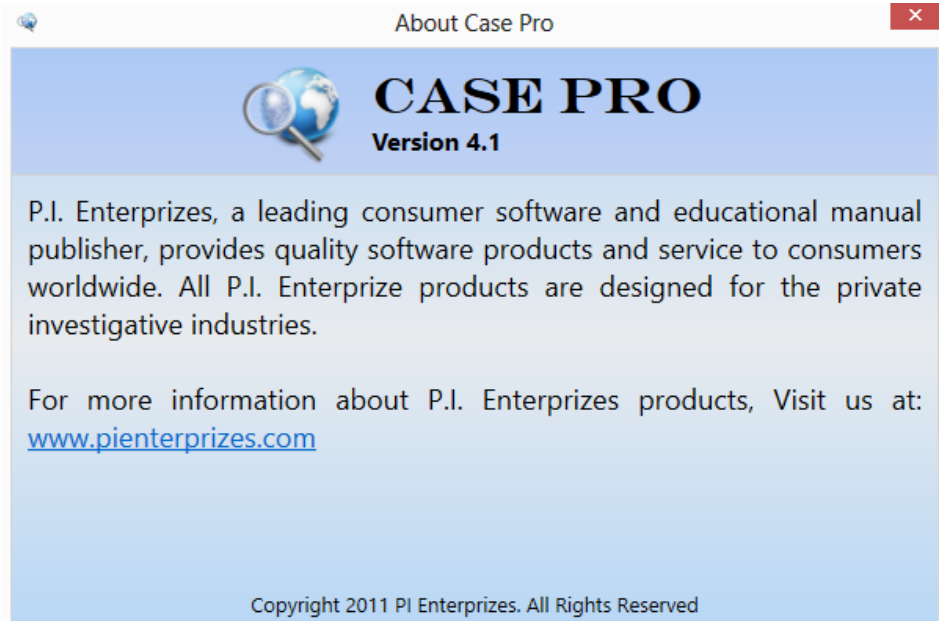 About Case Pro
CASE PRO
Version 4.1
P.I. Enterprizes, a leading consumer software and educational manual
publisher, provides quality software products and service to consumers
worldwide. All P.I. Enterprize products are designed for the private
investigative industries.
For more information about P.I. Enterprizes products, Visit us at:
www.pienterprizes.com
Copyright 2011 PI Enterprizes. All Rights Reserved